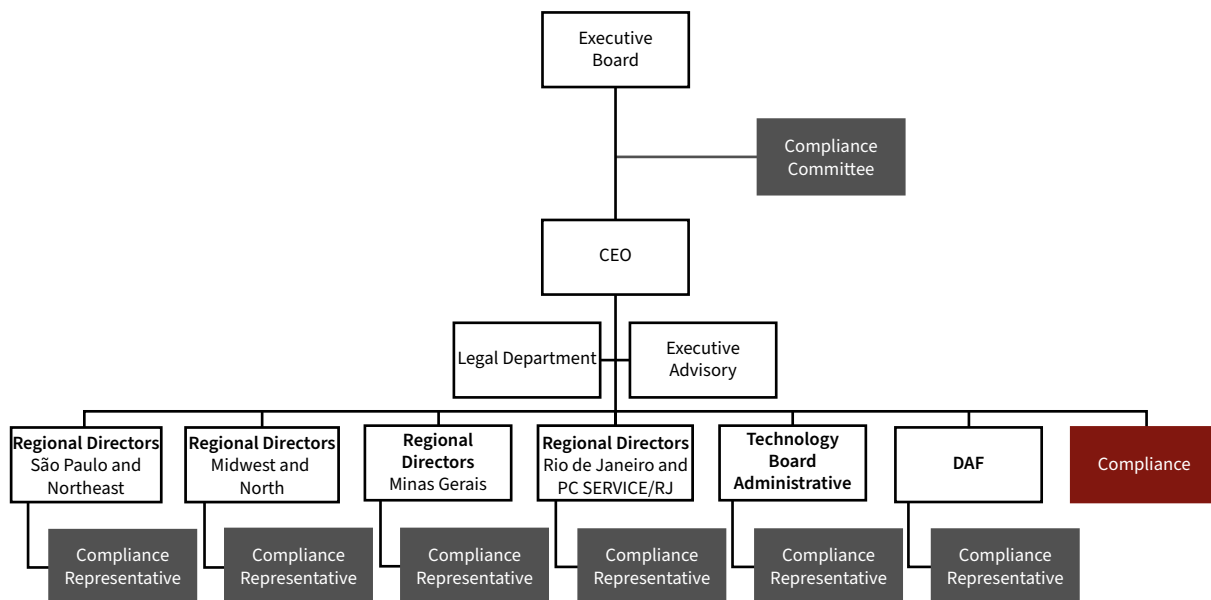 Executive
Board
Compliance
Committee
CEO
Legal Department
Executive
Advisory
Regional Directors
São Paulo and
Northeast
Regional Directors
Midwest and
North
Regional
Directors
Minas Gerais
Regional Directors
Rio de Janeiro and
PC SERVICE/RJ
Technology
Board
Administrative
DAF
Compliance
Compliance
Representative
Compliance
Representative
Compliance
Representative
Compliance
Representative
Compliance
Representative
Compliance
Representative